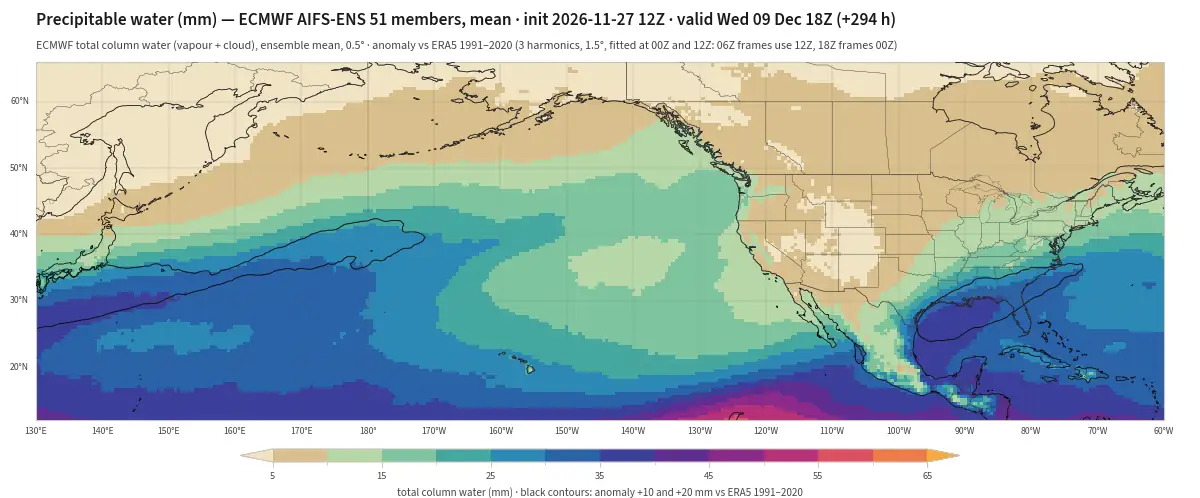 Precipitable water (mm) — ECMWF AIFS-ENS 51 members, mean · init 2026-11-27 12Z · valid Wed 09 Dec 18Z (+294 h)
ECMWF total column water (vapour + cloud), ensemble mean, 0.5° · anomaly vs ERA5 1991–2020 (3 harmonics, 1.5°, fitted at 00Z and 12Z: 06Z frames use 12Z, 18Z frames 00Z)
60°N
50°N
40°N
30°N
20°N
130°E 140°E 150°E 160°E 170°E 180° 170°W 160°W 150°W 140°W 130°W 120°W 110°W 100°W 90°W 80°W 70°W 60°W
5 15 25 35 45 55 65
total column water (mm) · black contours: anomaly +10 and +20 mm vs ERA5 1991–2020